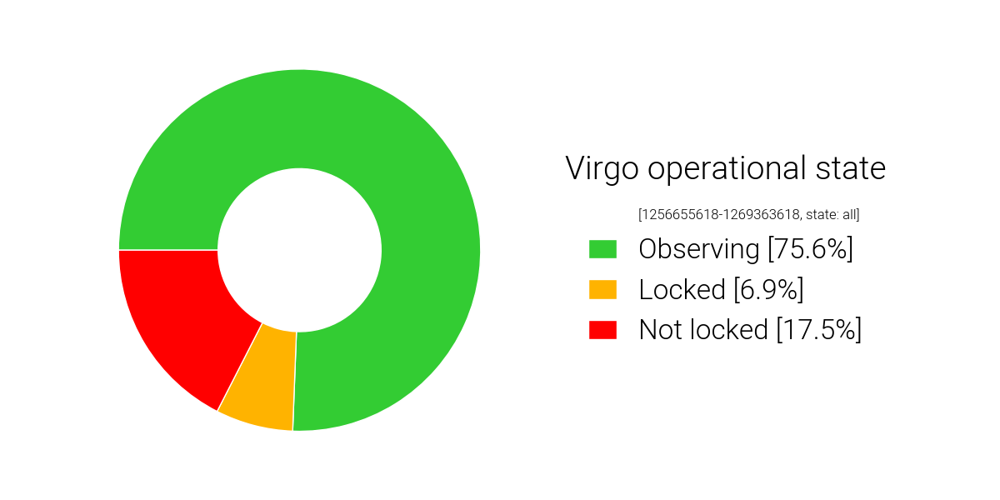 Virgo operational state
[1256655618-1269363618, state: all]
Observing [75.6%]
Locked [6.9%]
Not locked [17.5%]